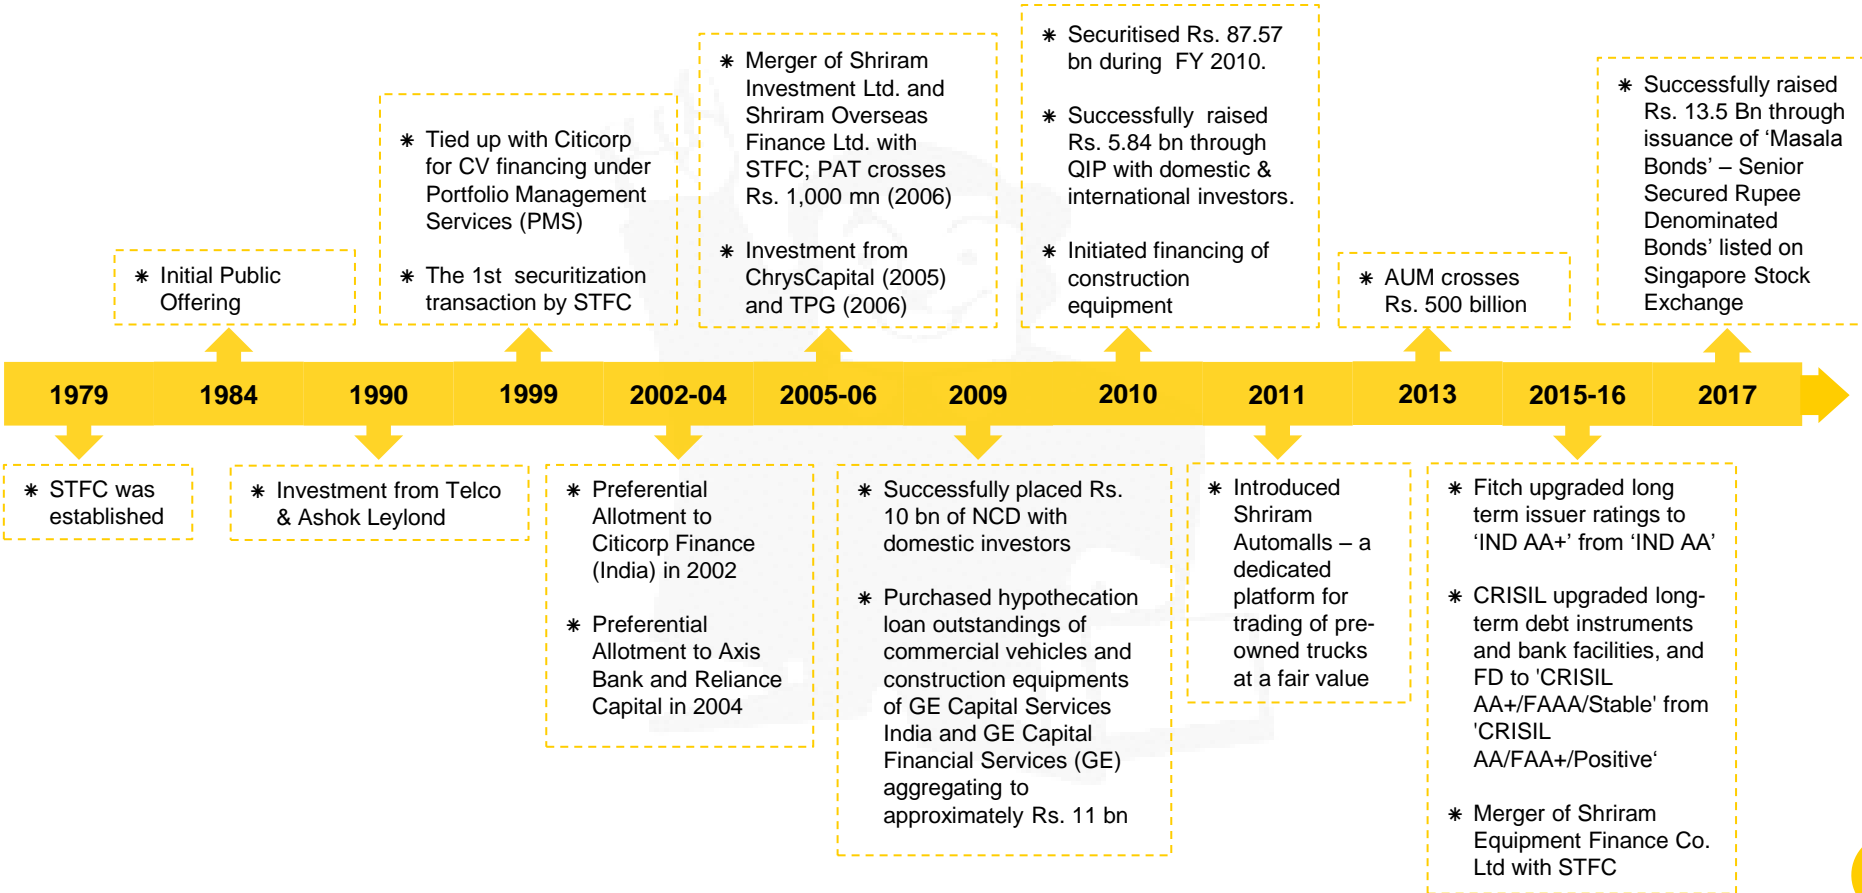 * Initial Public
Offering
* Tied up with Citicorp
for CV financing under
Portfolio Management
Services (PMS)
* The 1st securitization
transaction by STFC
* Merger of Shriram
Investment Ltd. and
Shriram Overseas
Finance Ltd. with
STFC; PAT crosses
Rs. 1,000 mn (2006)
* Investment from
ChrysCapital (2005)
and TPG (2006)
* Securitised Rs. 87.57
bn during FY 2010.
* Successfully raised
Rs. 5.84 bn through
QIP with domestic &
international investors.
* Initiated financing of
construction
equipment
* AUM crosses
Rs. 500 billion
* Successfully raised
Rs. 13.5 Bn through
issuance of ‘Masala
Bonds’ – Senior
Secured Rupee
Denominated
Bonds’ listed on
Singapore Stock
Exchange
1979 1984 1990 1999 2002-04 2005-06 2009 2010 2011 2013 2015-16 2017
* STFC was
established
* Investment from Telco
& Ashok Leylond
* Preferential
Allotment to
Citicorp Finance
(India) in 2002
* Preferential
Allotment to Axis
Bank and Reliance
Capital in 2004
* Successfully placed Rs.
10 bn of NCD with
domestic investors
* Purchased hypothecation
loan outstandings of
commercial vehicles and
construction equipments
of GE Capital Services
India and GE Capital
Financial Services (GE)
aggregating to
approximately Rs. 11 bn
* Introduced
Shriram
Automalls – a
dedicated
platform for
trading of pre-
owned trucks
at a fair value
* Fitch upgraded long
term issuer ratings to
‘IND AA+’ from ‘IND AA’
* CRISIL upgraded long-
term debt instruments
and bank facilities, and
FD to 'CRISIL
AA+/FAAA/Stable' from
'CRISIL
AA/FAA+/Positive‘
* Merger of Shriram
Equipment Finance Co.
Ltd with STFC